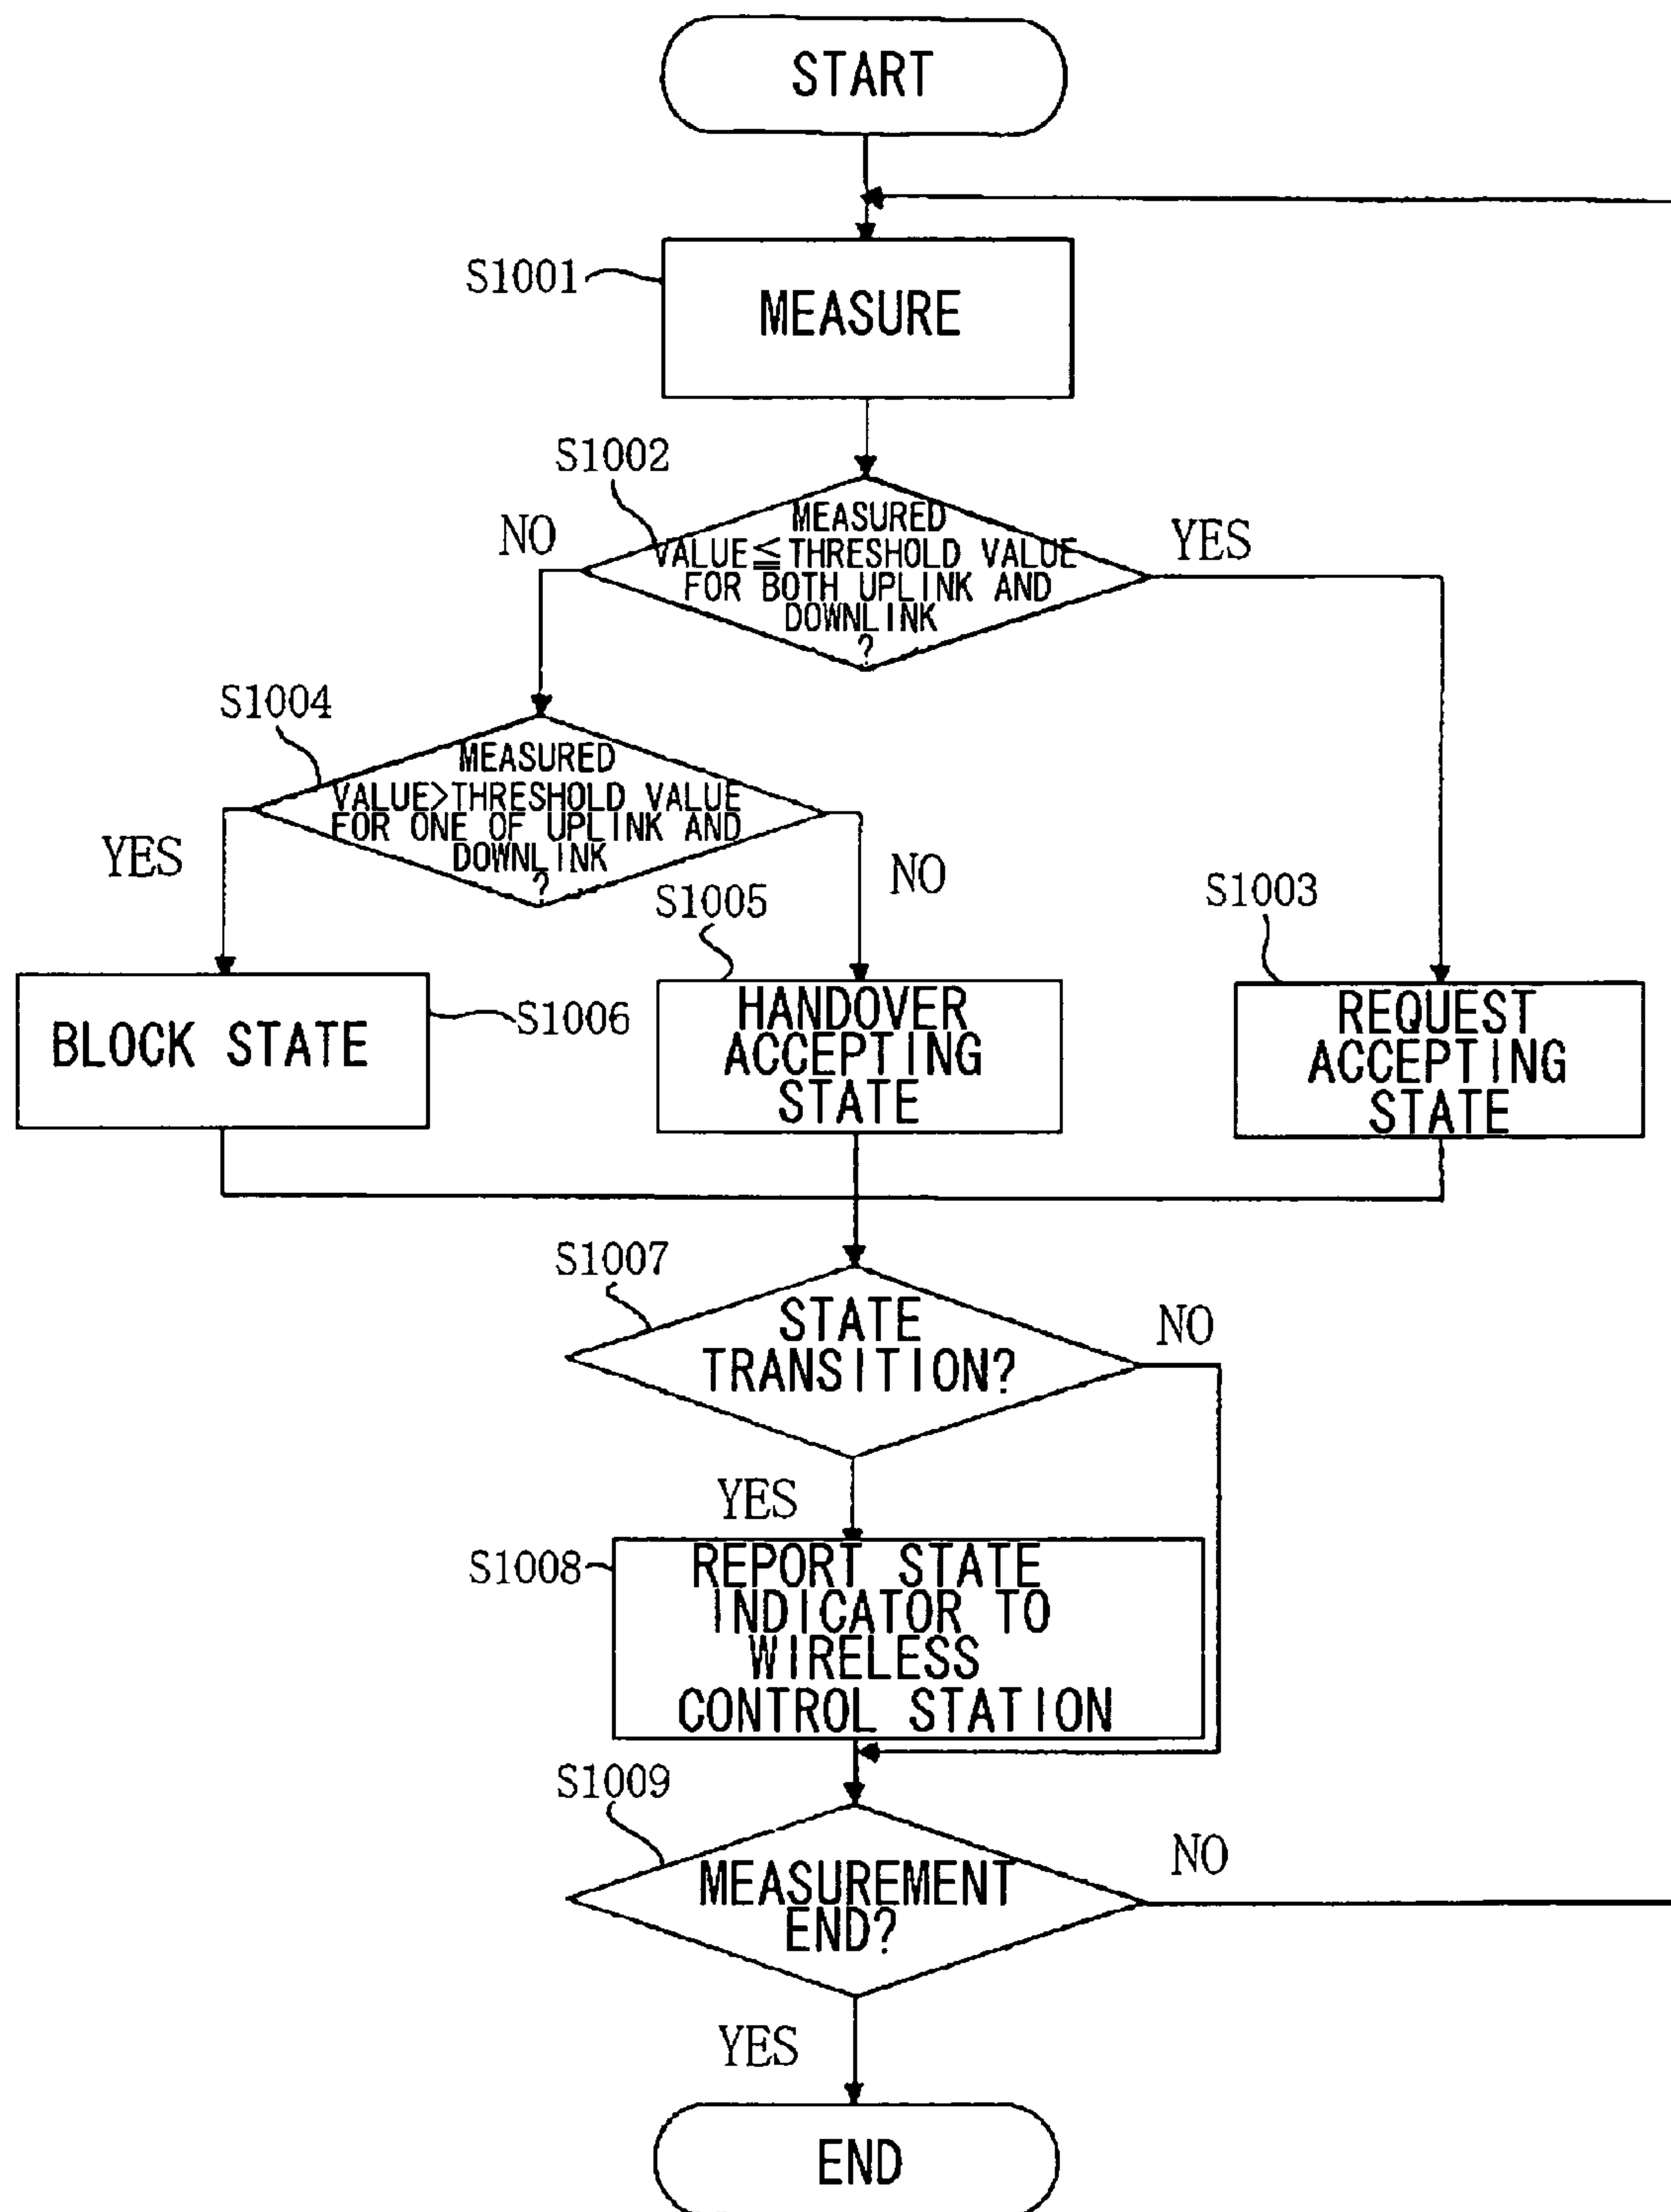 START
S1001
MEASURE
S1002
NO
MEASURED
VALUE≦THRESHOLD VALUE
FOR BOTH UPLINK AND
DOWNLINK
?
YES
S1004
MEASURED
VALUE>THRESHOLD VALUE
FOR ONE OF UPLINK AND
DOWNLINK
?
YES
NO
S1005
S1003
BLOCK STATE
S1006
HANDOVER
ACCEPTING
STATE
REQUEST
ACCEPTING
STATE
S1007
STATE
TRANSITION?
NO
YES
S1008
REPORT STATE
INDICATOR TO
WIRELESS
CONTROL STATION
S1009
MEASUREMENT
END?
NO
YES
END